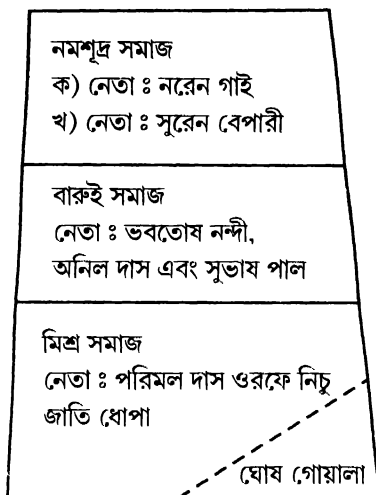 নমশূদ্র সমাজ
ক) নেতা ঃ নরেন গাই
খ) নেতা ঃ সুরেন বেপারী
বারুই সমাজ
নেতা ঃ ভবতোষ নন্দী,
অনিল দাস এবং সুভাষ পাল
মিশ্র সমাজ
নেতা ঃ পরিমল দাস ওরফে নিচু
জাতি ধোপা
ঘোষ গোয়ালা